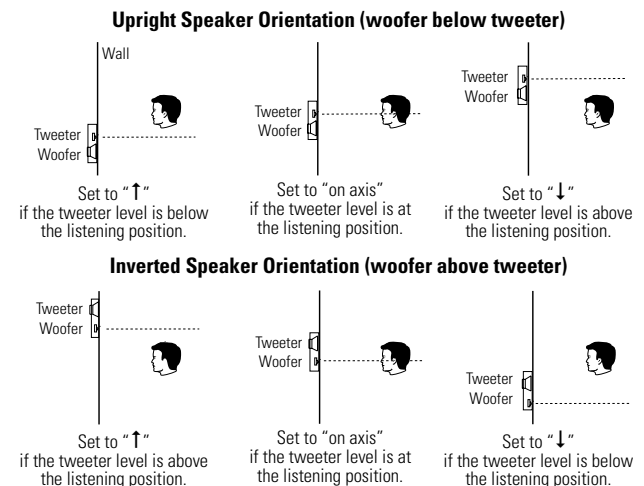 Upright Speaker Orientation (woofer below tweeter)
Wall
Tweeter
Woofer
Set to “↑”
if the tweeter level is below
the listening position.
Tweeter
Woofer
Set to “on axis”
if the tweeter level is at
the listening position.
Tweeter
Woofer
Set to “↓”
if the tweeter level is above
the listening position.
Inverted Speaker Orientation (woofer above tweeter)
Tweeter
Woofer
Set to “↑”
if the tweeter level is above
the listening position.
Tweeter
Woofer
Set to “on axis”
if the tweeter level is at
the listening position.
Tweeter
Woofer
Set to “↓”
if the tweeter level is below
the listening position.